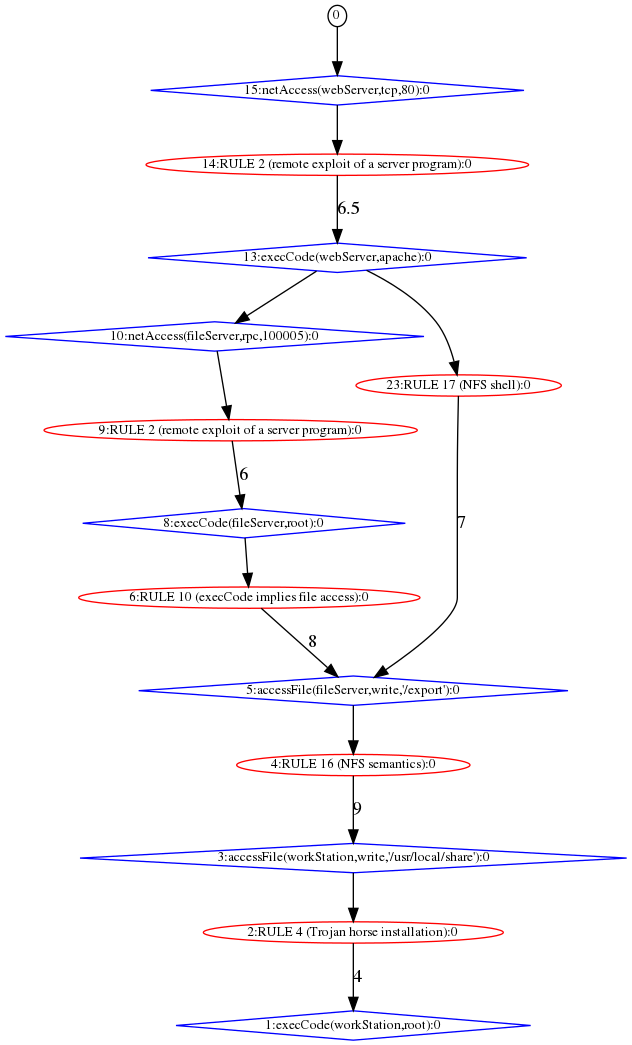 0
15:netAccess(webServer,tcp,80):0
14:RULE 2 (remote exploit of a server program):0
6.5
13:execCode(webServer,apache):0
10:netAccess(fileServer,rpc,100005):0
23:RULE 17 (NFS shell):0
9:RULE 2 (remote exploit of a server program):0
6
8:execCode(fileServer,root):0
7
6:RULE 10 (execCode implies file access):0
8
5:accessFile(fileServer,write,'/export'):0
4:RULE 16 (NFS semantics):0
9
3:accessFile(workStation,write,'/usr/local/share'):0
2:RULE 4 (Trojan horse installation):0
4
1:execCode(workStation,root):0